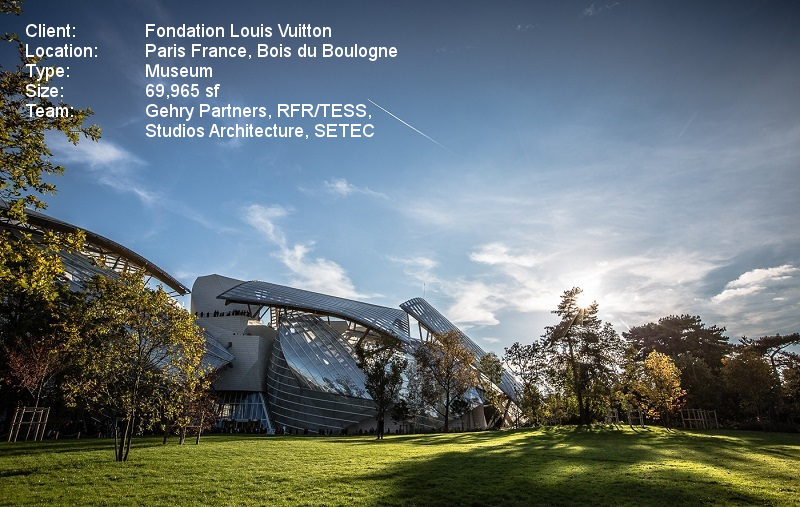 Client: Fondation Louis Vuitton
Location: Paris France, Bois du Boulogne
Type: Museum
Size: 69,965 sf
Team: Gehry Partners, RFR/TESS,
Studios Architecture, SETEC